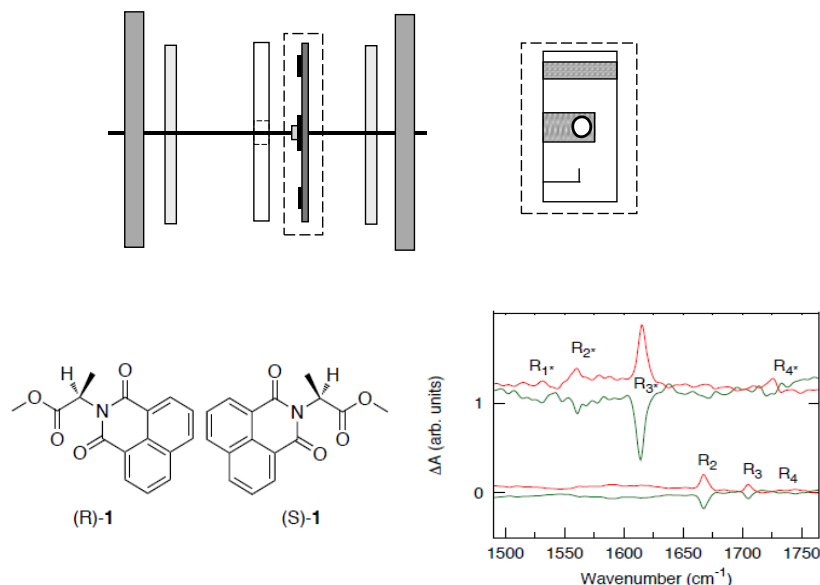 H
O
O
N
O
O
(R)-1
O
N
H
O
O
O
(S)-1
ΔA (arb. units)
1
0
R1*
R2*
R3*
R4*
R2
R3
R4
1500 1550 1600 1650 1700 1750
Wavenumber (cm-1)